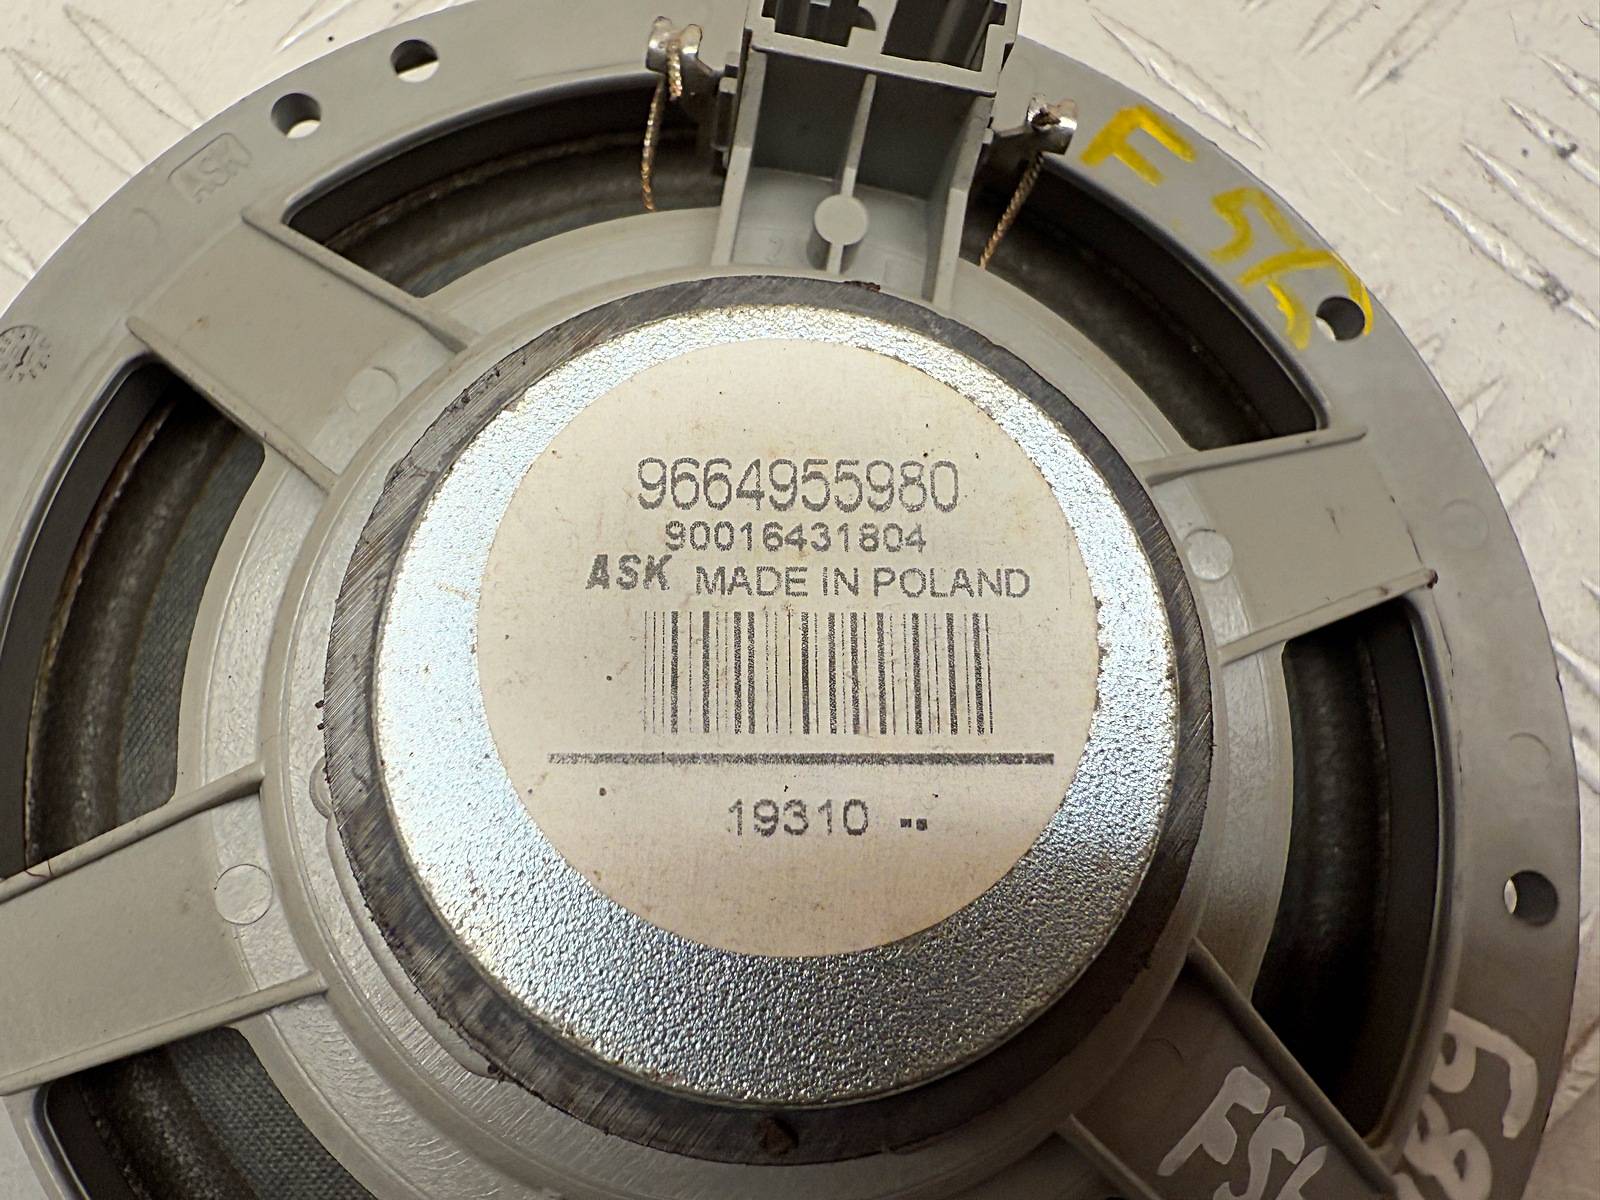 ASK
9664955980
90016431804
ASK MADE IN POLAND
19310